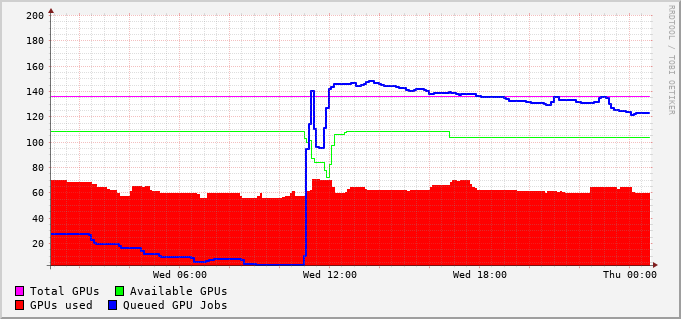 200
180
160
140
120
100
80
60
40
20
Wed 06:00 Wed 12:00 Wed 18:00 Thu 00:00
Total GPUs Available GPUs
GPUs used Queued GPU Jobs
RRDTOOL / TOBI OETIKER